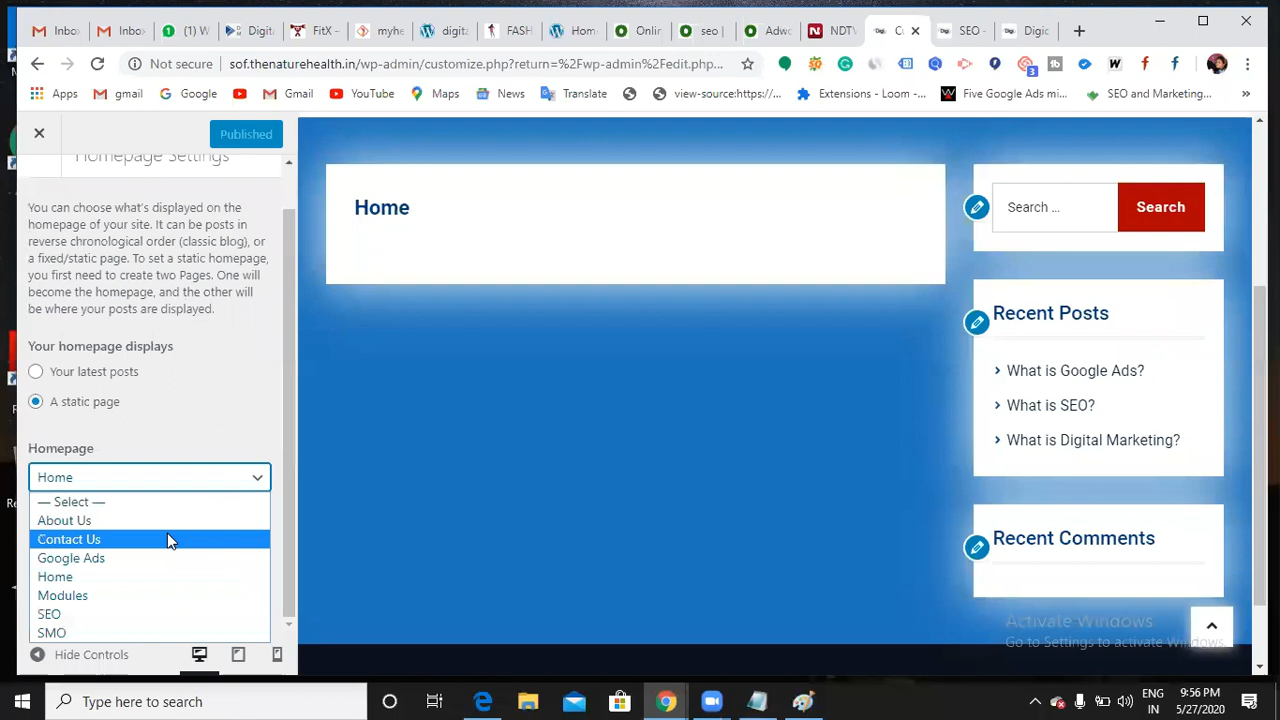 Inbo
Inbo
(1) W
Digit
FitX -
myhe
digita
FASH
Home
Onlin
seo |
Adwo
NDTV
Cu
SEO -
Digic
Not secure
sof.thenaturehealth.in/wp-admin/customize.php?return=%2Fwp-admin%2Fedit.php...
3
Apps
gmail
Google
Gmail
YouTube
Maps
News
Translate
view-source:https://...
Extensions - Loom -...
Five Google Ads mi...
SEO and Marketing...
»
Published
Homepage Settings
You can choose what's displayed on the
homepage of your site. It can be posts in
reverse chronological order (classic blog), or
a fixed/static page. To set a static homepage,
you first need to create two Pages. One will
become the homepage, and the other will
be where your posts are displayed.
Your homepage displays
Your latest posts
A static page
Homepage
Home
— Select —
About Us
Contact Us
Google Ads
Home
Modules
SEO
SMO
Hide Controls
Home
Search ...
Search
Recent Posts
What is Google Ads?
What is SEO?
What is Digital Marketing?
Recent Comments
Activate Windows
Go to Settings to activate Windows.
Type here to search
ENG
IN
9:56 PM
5/27/2020